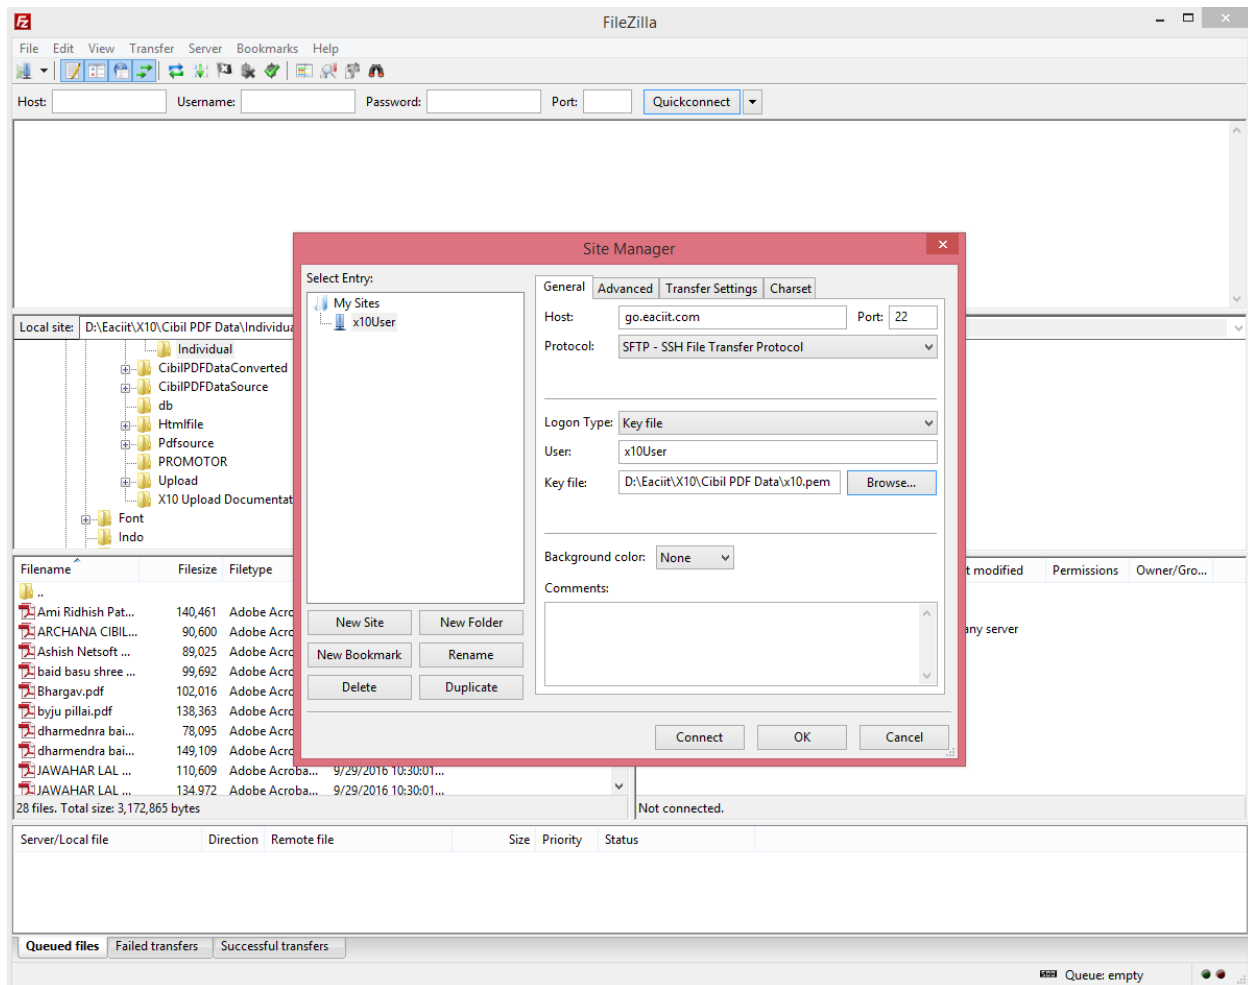 FileZilla
File Edit View Transfer Server Bookmarks Help
Host: Username: Password: Port: Quickconnect
Site Manager
Select Entry:
My Sites
x10User
New Site New Folder
New Bookmark Rename
Delete Duplicate
General Advanced Transfer Settings Charset
Host: go.eaciit.com Port: 22
Protocol: SFTP - SSH File Transfer Protocol
Logon Type: Key file
User: x10User
Key file: D:\Eaciit\X10\Cibil PDF Data\x10.pem Browse...
Background color: None
Comments:
Connect OK Cancel
Local site: D:\Eaciit\X10\Cibil PDF Data\Individua
Individual
CibilPDFDataConverted
CibilPDFDataSource
db
Htmlfile
Pdfsource
PROMOTOR
Upload
X10 Upload Documentat
Font
Indo
Filename Filesize Filetype
..
Ami Ridhish Pat... 140,461 Adobe Acro
ARCHANA CIBIL... 90,600 Adobe Acro
Ashish Netsoft ... 89,025 Adobe Acro
baid basu shree ... 99,692 Adobe Acro
Bhargav.pdf 102,016 Adobe Acro
byju pillai.pdf 138,363 Adobe Acro
dharmednra bai... 78,095 Adobe Acro
dharmendra bai... 149,109 Adobe Acro
JAWAHAR LAL ... 110,609 Adobe Acroba... 9/29/2016 10:30:01...
JAWAHAR LAL ... 134,972 Adobe Acroba... 9/29/2016 10:30:01...
28 files. Total size: 3,172,865 bytes
t modified Permissions Owner/Gro...
any server
Not connected.
Server/Local file Direction Remote file Size Priority Status
Queued files Failed transfers Successful transfers
Queue: empty